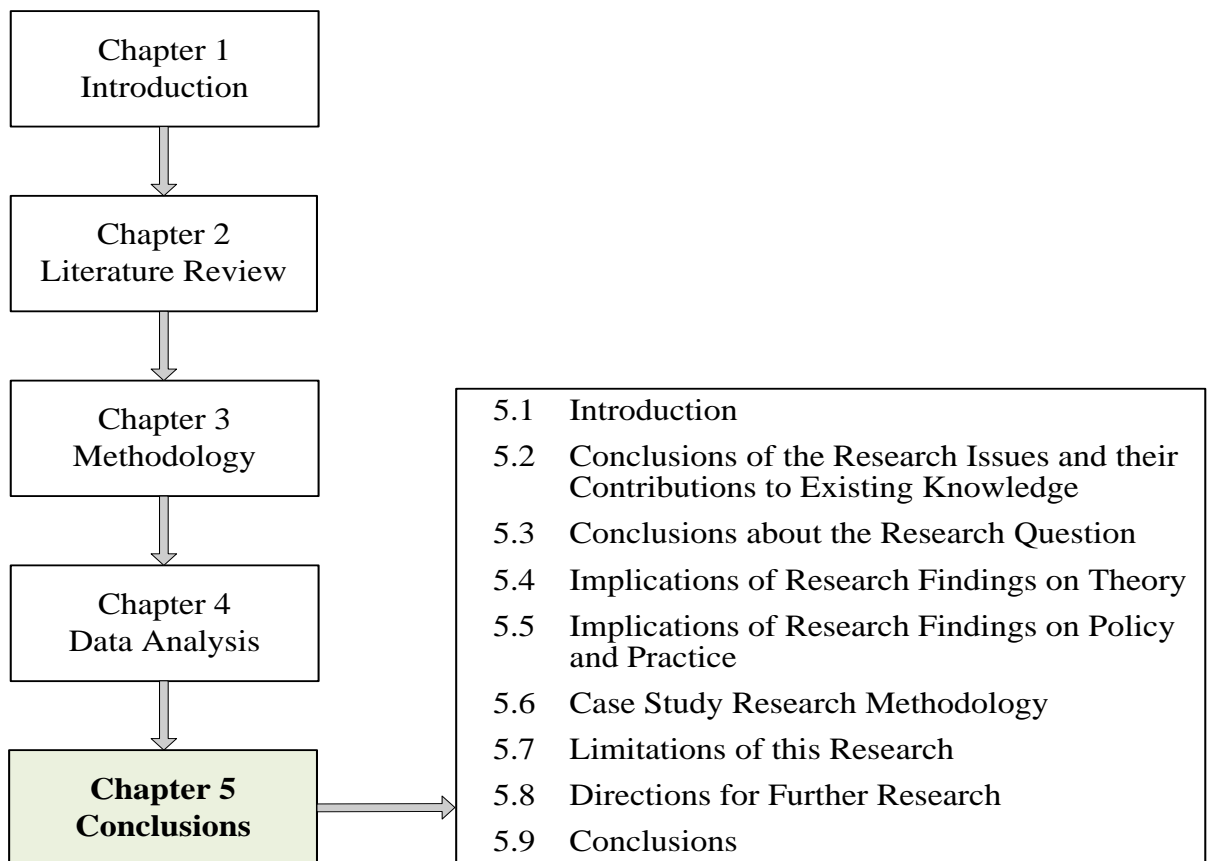 Chapter 1
Introduction
Chapter 2
Literature Review
Chapter 3
Methodology
Chapter 4
Data Analysis
Chapter 5
Conclusions
5.1 Introduction
5.2 Conclusions of the Research Issues and their
Contributions to Existing Knowledge
5.3 Conclusions about the Research Question
5.4 Implications of Research Findings on Theory
5.5 Implications of Research Findings on Policy
and Practice
5.6 Case Study Research Methodology
5.7 Limitations of this Research
5.8 Directions for Further Research
5.9 Conclusions